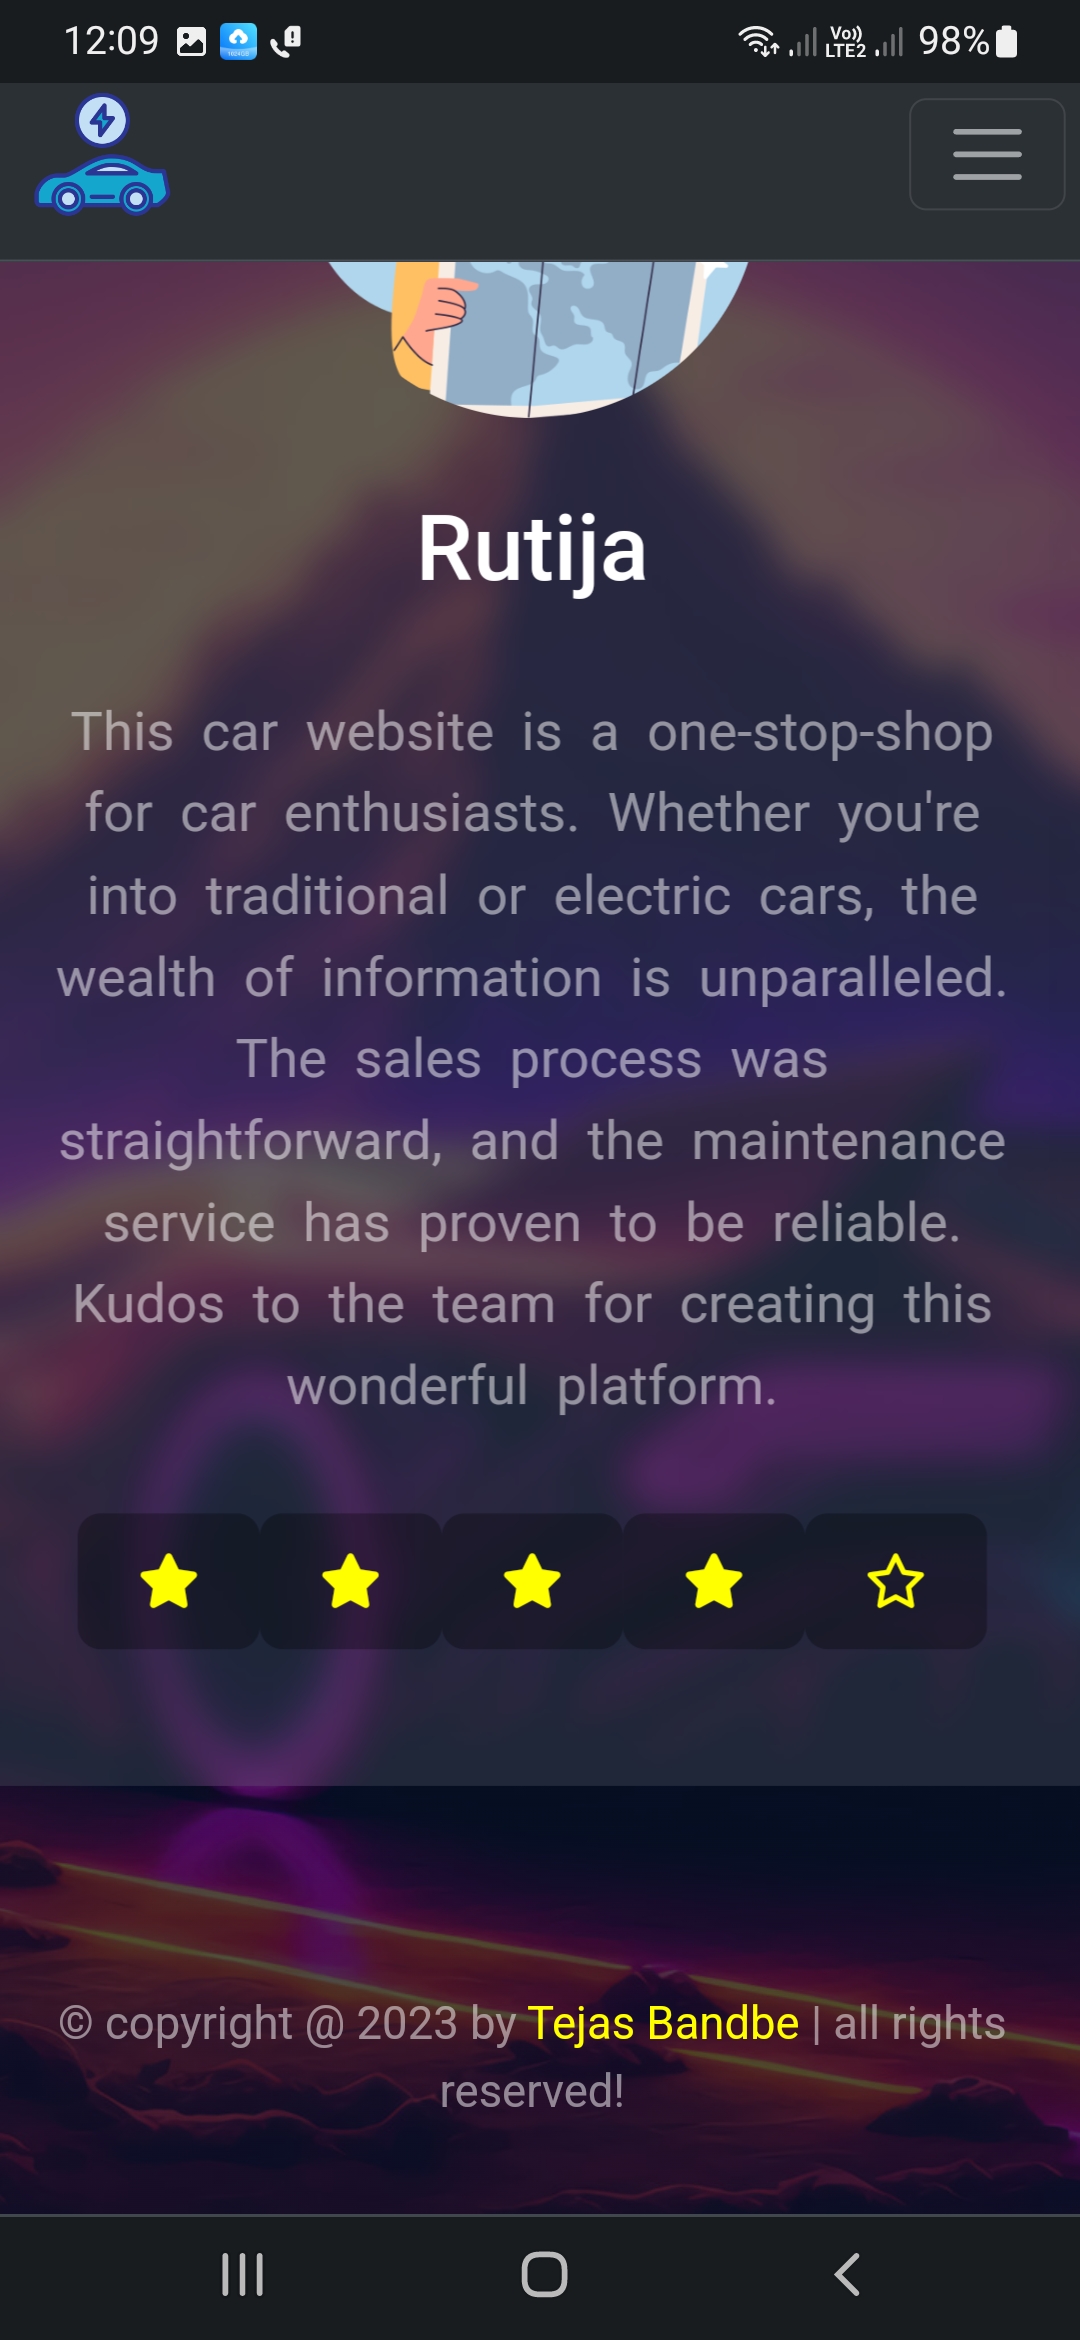 12:09
Vo)) LTE2 98%
Rutija
This car website is a one-stop-shop
for car enthusiasts. Whether you're
into traditional or electric cars, the
wealth of information is unparalleled.
The sales process was
straightforward, and the maintenance
service has proven to be reliable.
Kudos to the team for creating this
wonderful platform.
© copyright @ 2023 by Tejas Bandbe | all rights
reserved!